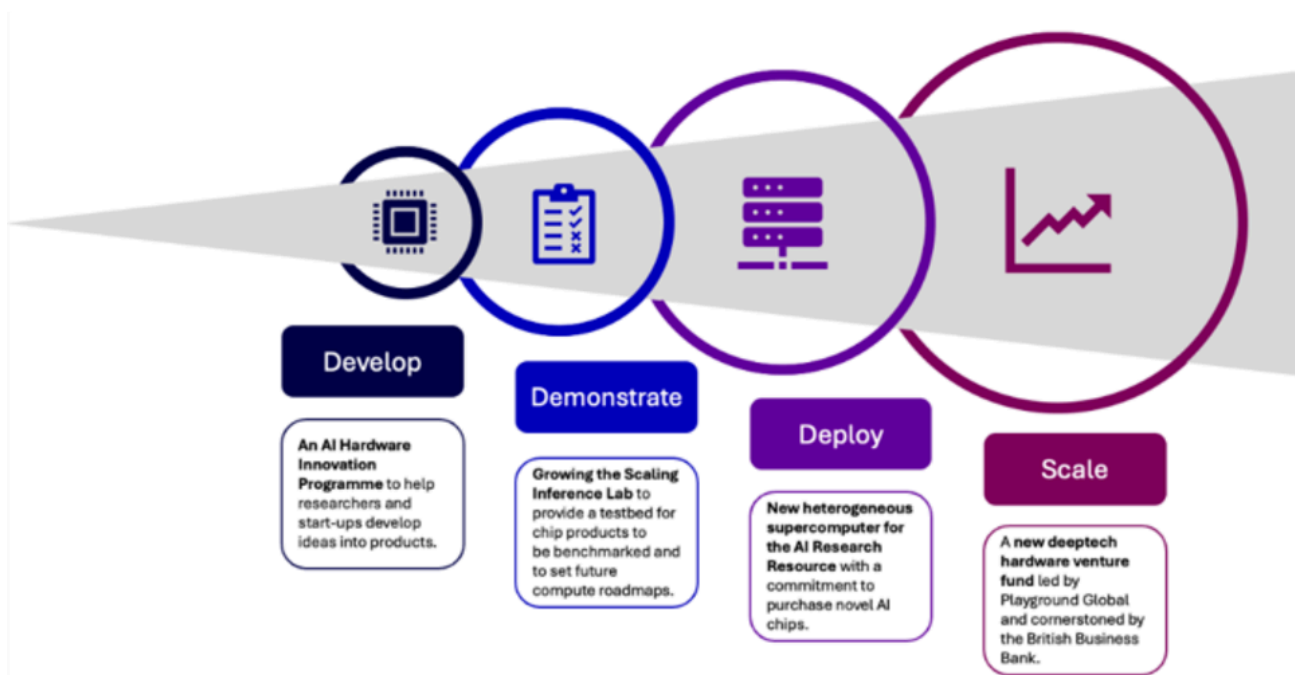 Develop
An AI Hardware
Innovation
Programme to help
researchers and
start-ups develop
ideas into products.
Demonstrate
Growing the Scaling
Inference Lab to
provide a testbed for
chip products to
be benchmarked and
to set future
compute roadmaps.
Deploy
New heterogeneous
supercomputer for
the AI Research
Resource with a
commitment to
purchase novel AI
chips.
Scale
A new deeptech
hardware venture
fund led by
Playground Global
and cornerstoned by
the British Business
Bank.